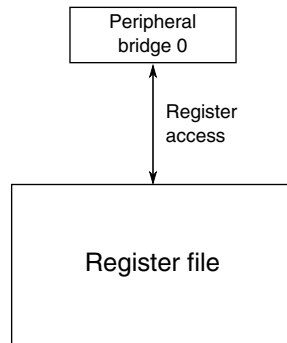 Peripheral
bridge 0
Register
access
Register file